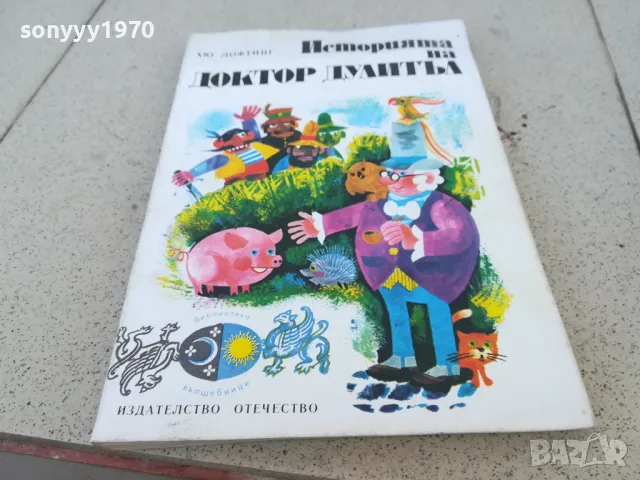 sonyyy1970
ХЮ ЛОФТИНГ
Историята
на
ДОКТОР ДУЛИТЪЛ
библиотека
вълшебници
ИЗДАТЕЛСТВО ОТЕЧЕСТВО
BAZAR
bg